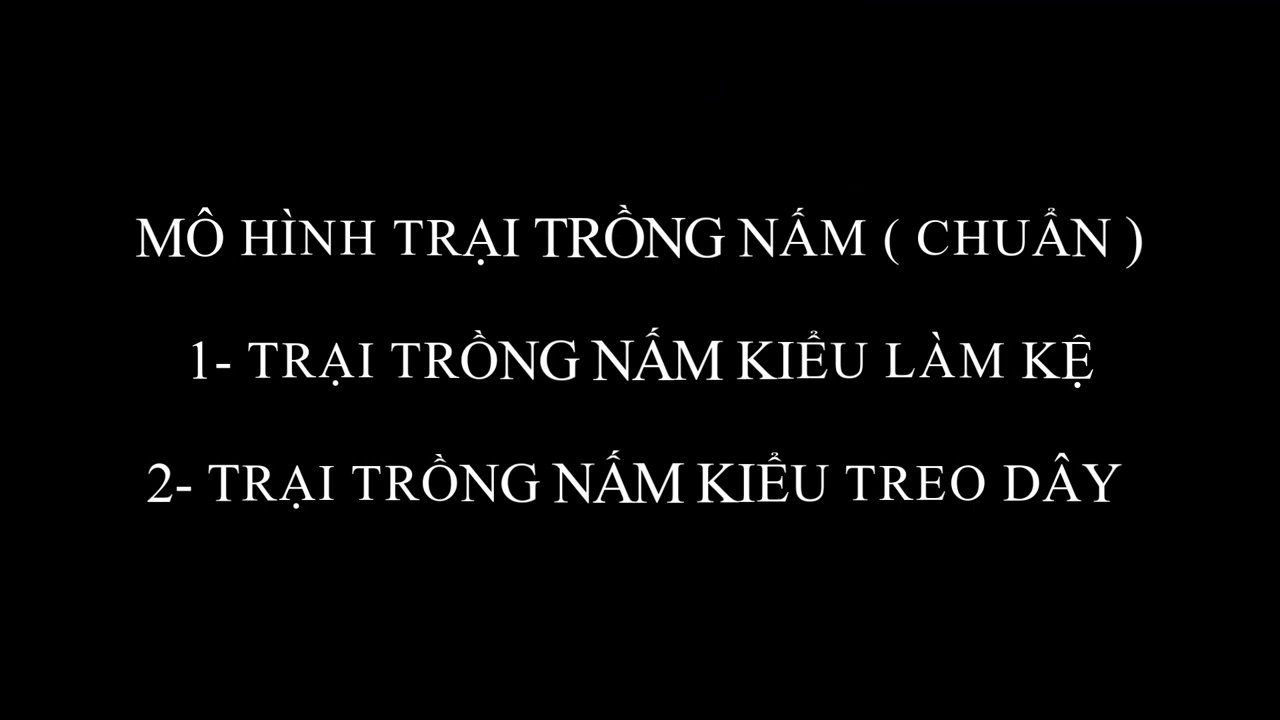 MÔ HÌNH TRẠI TRỒNG NẤM ( CHUẨN )
1- TRẠI TRỒNG NẤM KIỂU LÀM KỆ
2- TRẠI TRỒNG NẤM KIỂU TREO DÂY